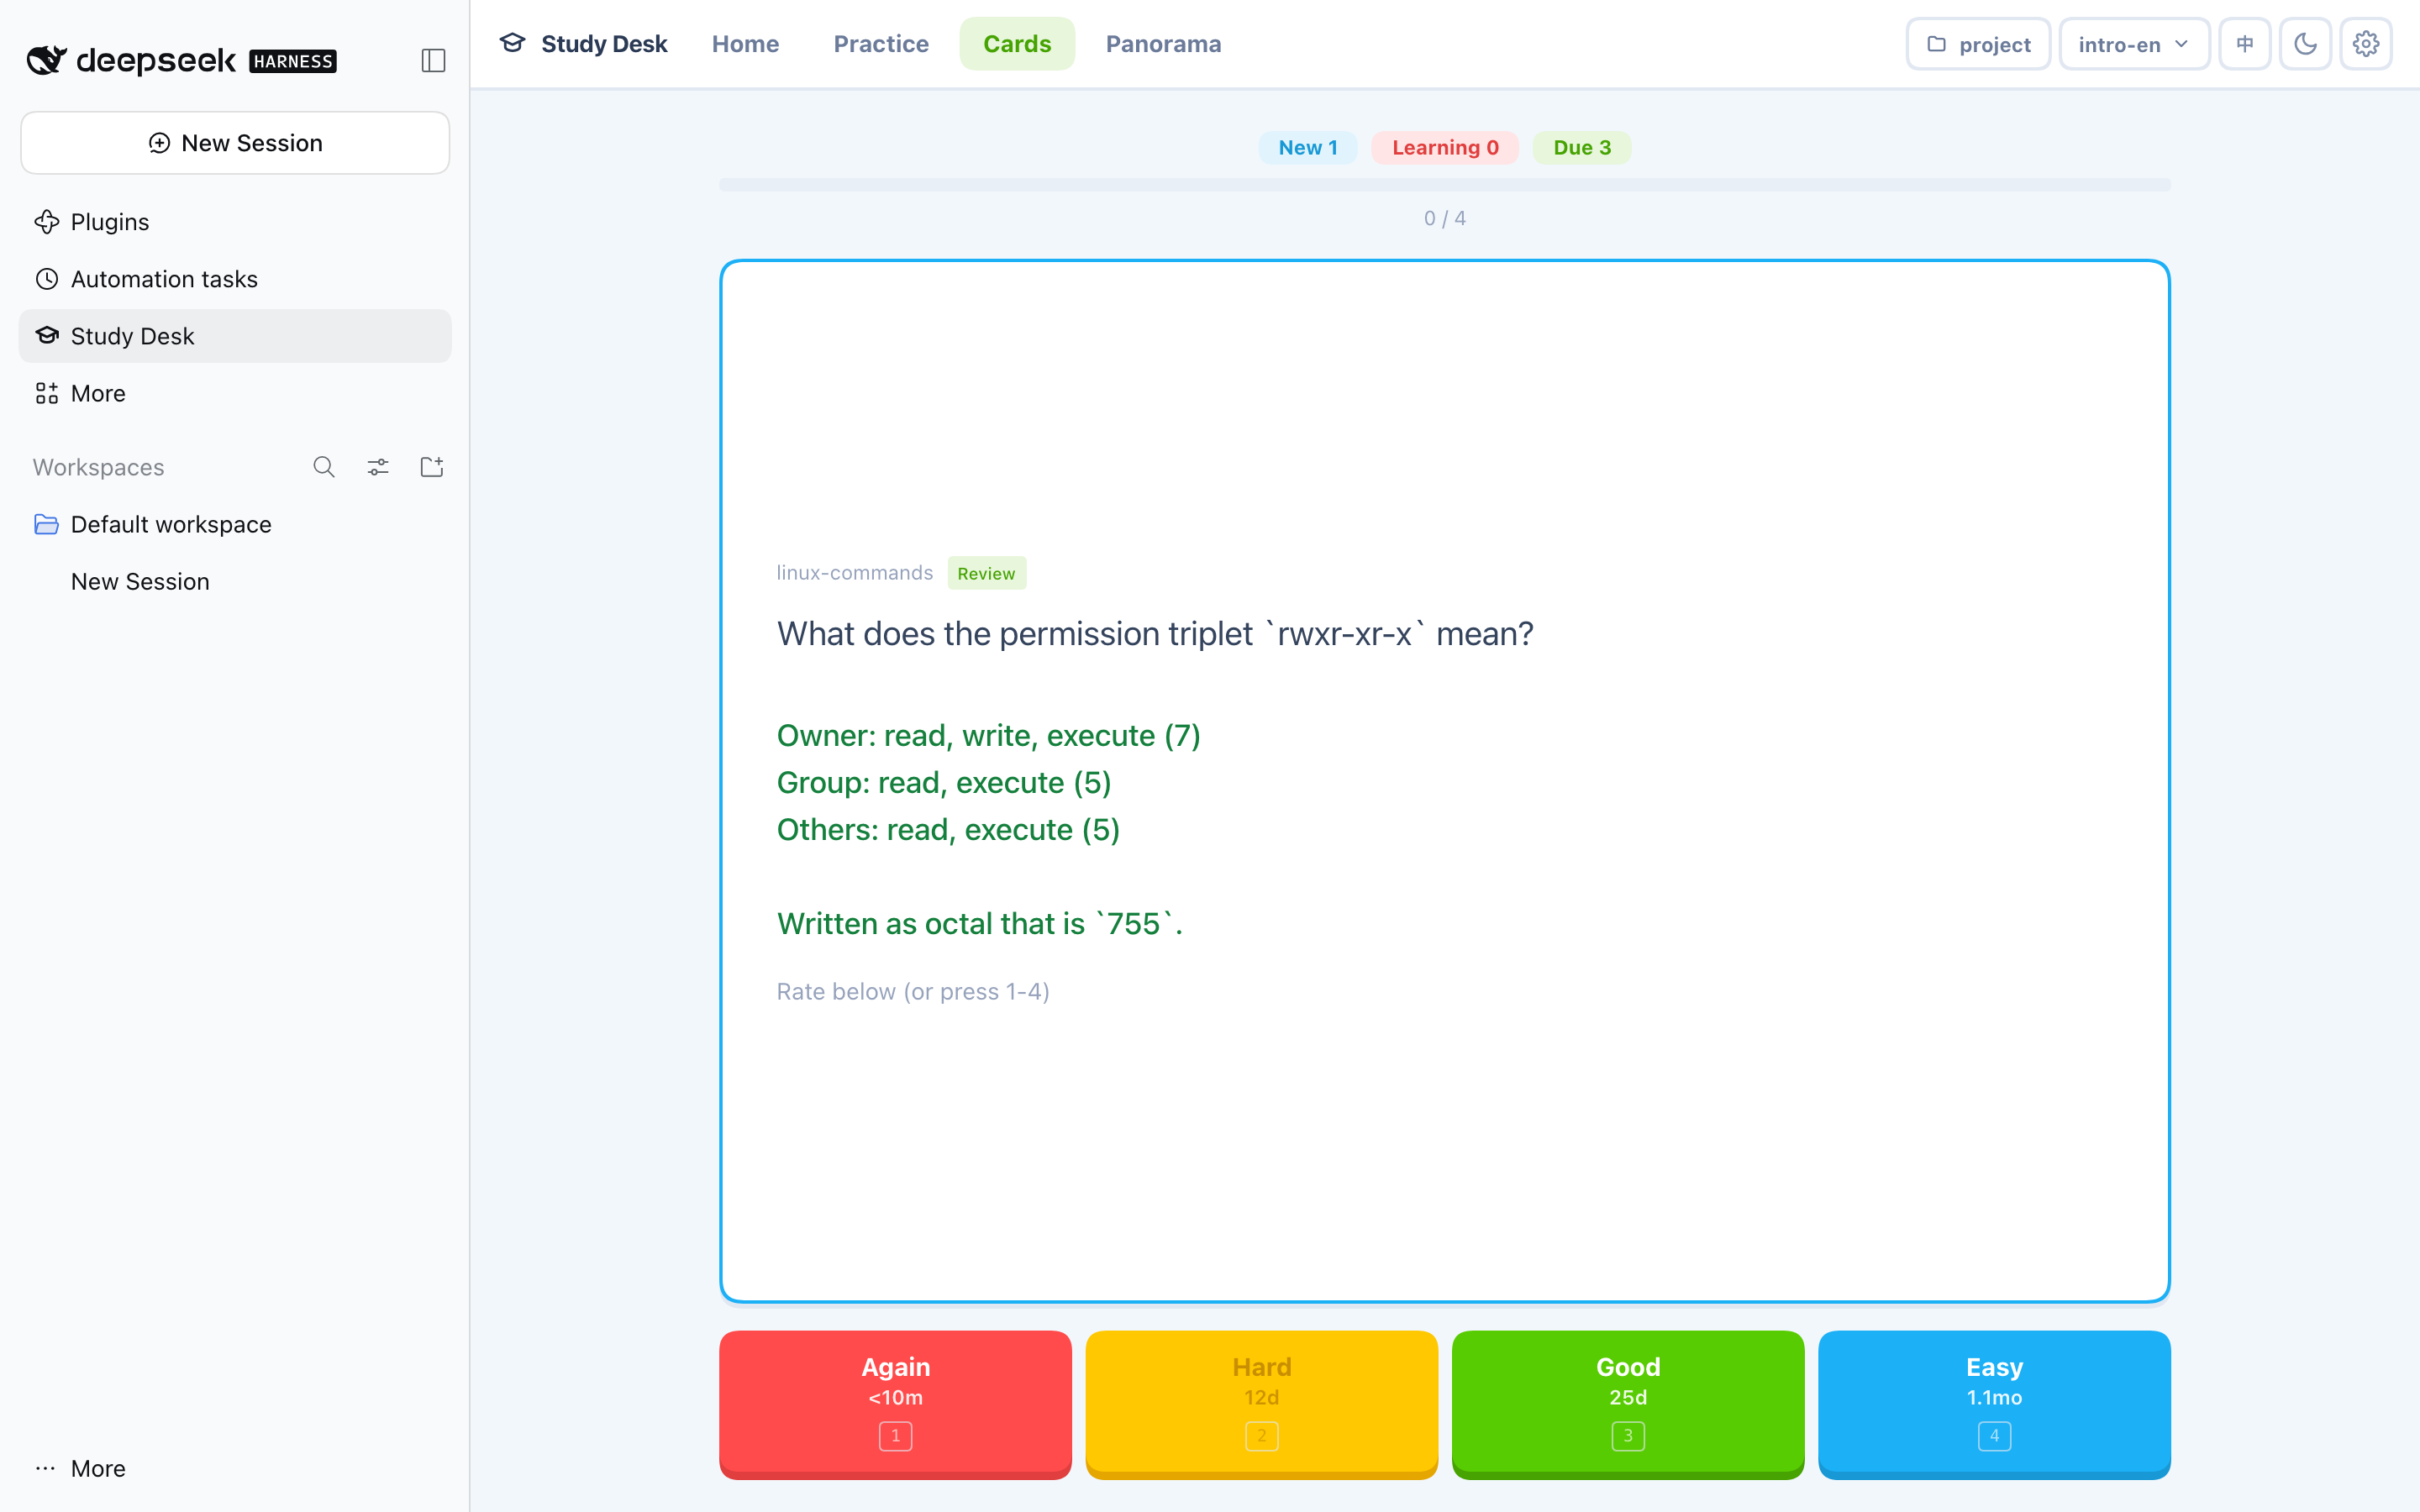 deepseek HARNESS
New Session
Plugins
Automation tasks
Study Desk
More
Workspaces
Default workspace
New Session
More
Study Desk
Home
Practice
Cards
Panorama
project
intro-en
中
New 1
Learning 0
Due 3
0 / 4
linux-commands
Review
What does the permission triplet `rwxr-xr-x` mean?
Owner: read, write, execute (7)
Group: read, execute (5)
Others: read, execute (5)
Written as octal that is `755`.
Rate below (or press 1-4)
Again
<10m
1
Hard
12d
2
Good
25d
3
Easy
1.1mo
4